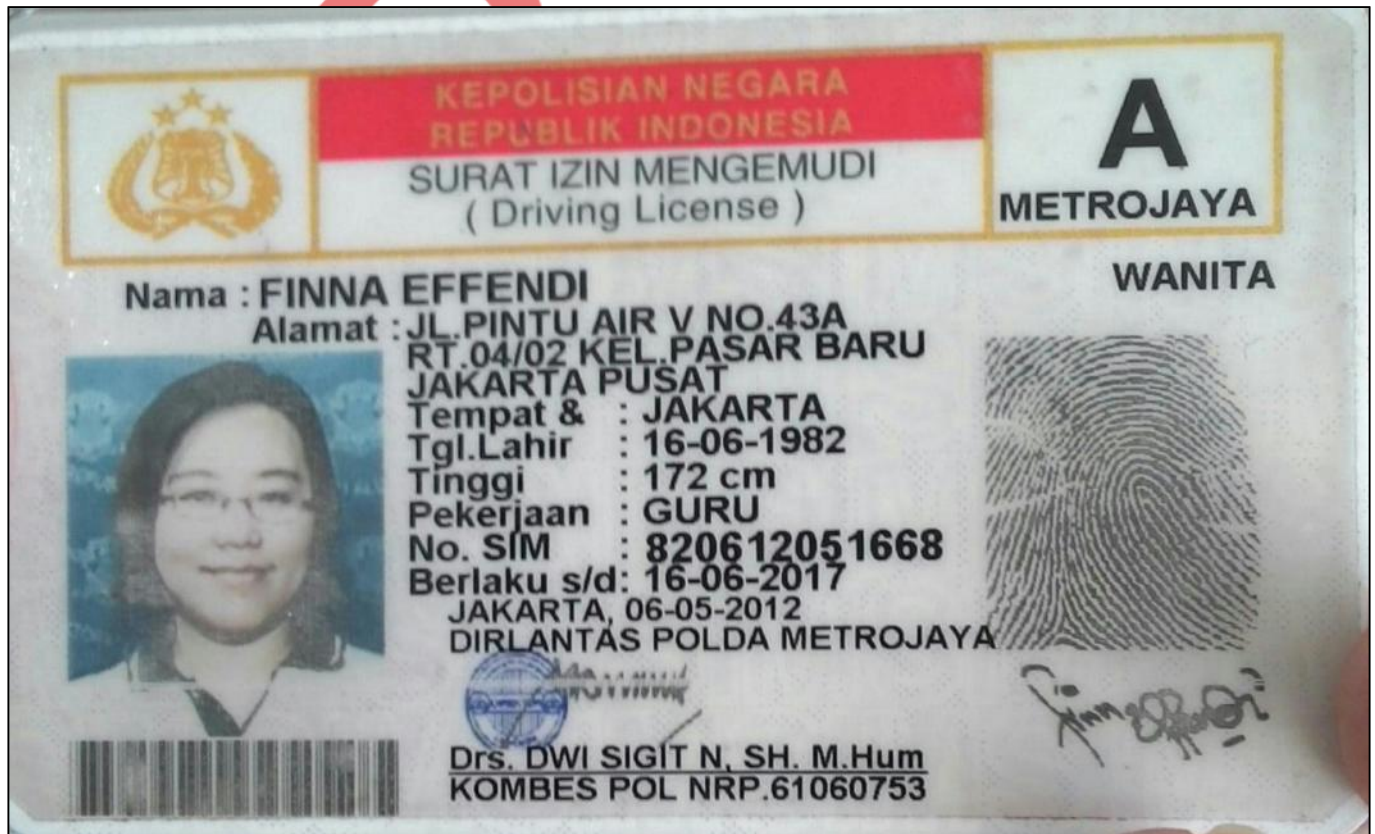 KEPOLISIAN NEGARA
REPUBLIK INDONESIA
SURAT IZIN MENGEMUDI
( Driving License )
A
METROJAYA
WANITA
Nama : FINNA EFFENDI
Alamat : JL.PINTU AIR V NO.43A
RT.04/02 KEL.PASAR BARU
JAKARTA PUSAT
Tempat & : JAKARTA
Tgl.Lahir : 16-06-1982
Tinggi : 172 cm
Pekerjaan : GURU
No. SIM : 820612051668
Berlaku s/d: 16-06-2017
JAKARTA, 06-05-2012
DIRLANTAS POLDA METROJAYA
Drs. DWI SIGIT N, SH. M.Hum
KOMBES POL NRP.61060753